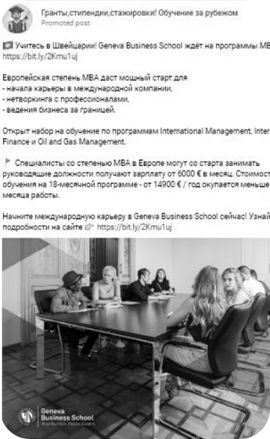 Гранты,стипендии,стажировки! Обучение за рубежом
Promoted post
Учитесь в Швейцарии! Geneva Business School ждёт на программы MB
https://bit.ly/2Kmu1uj
Европейская степень MBA даст мощный старт для
- начала карьеры в международной компании,
- нетворкинга с профессионалами,
- ведения бизнеса за границей.
Открыт набор на обучение по программам International Management, Inter
Finance и Oil and Gas Management.
Специалисты со степенью MBA в Европе могут со старта занимать
руководящие должности и получают зарплату от 6000 € в месяц. Стоимост
обучения на 18-месячной программе - от 14900 € / год окупается меньше
месяца работы.
Начните международную карьеру в Geneva Business School сейчас! Узнай
подробности на сайте https://bit.ly/2Kmu1uj
Geneva
Business School